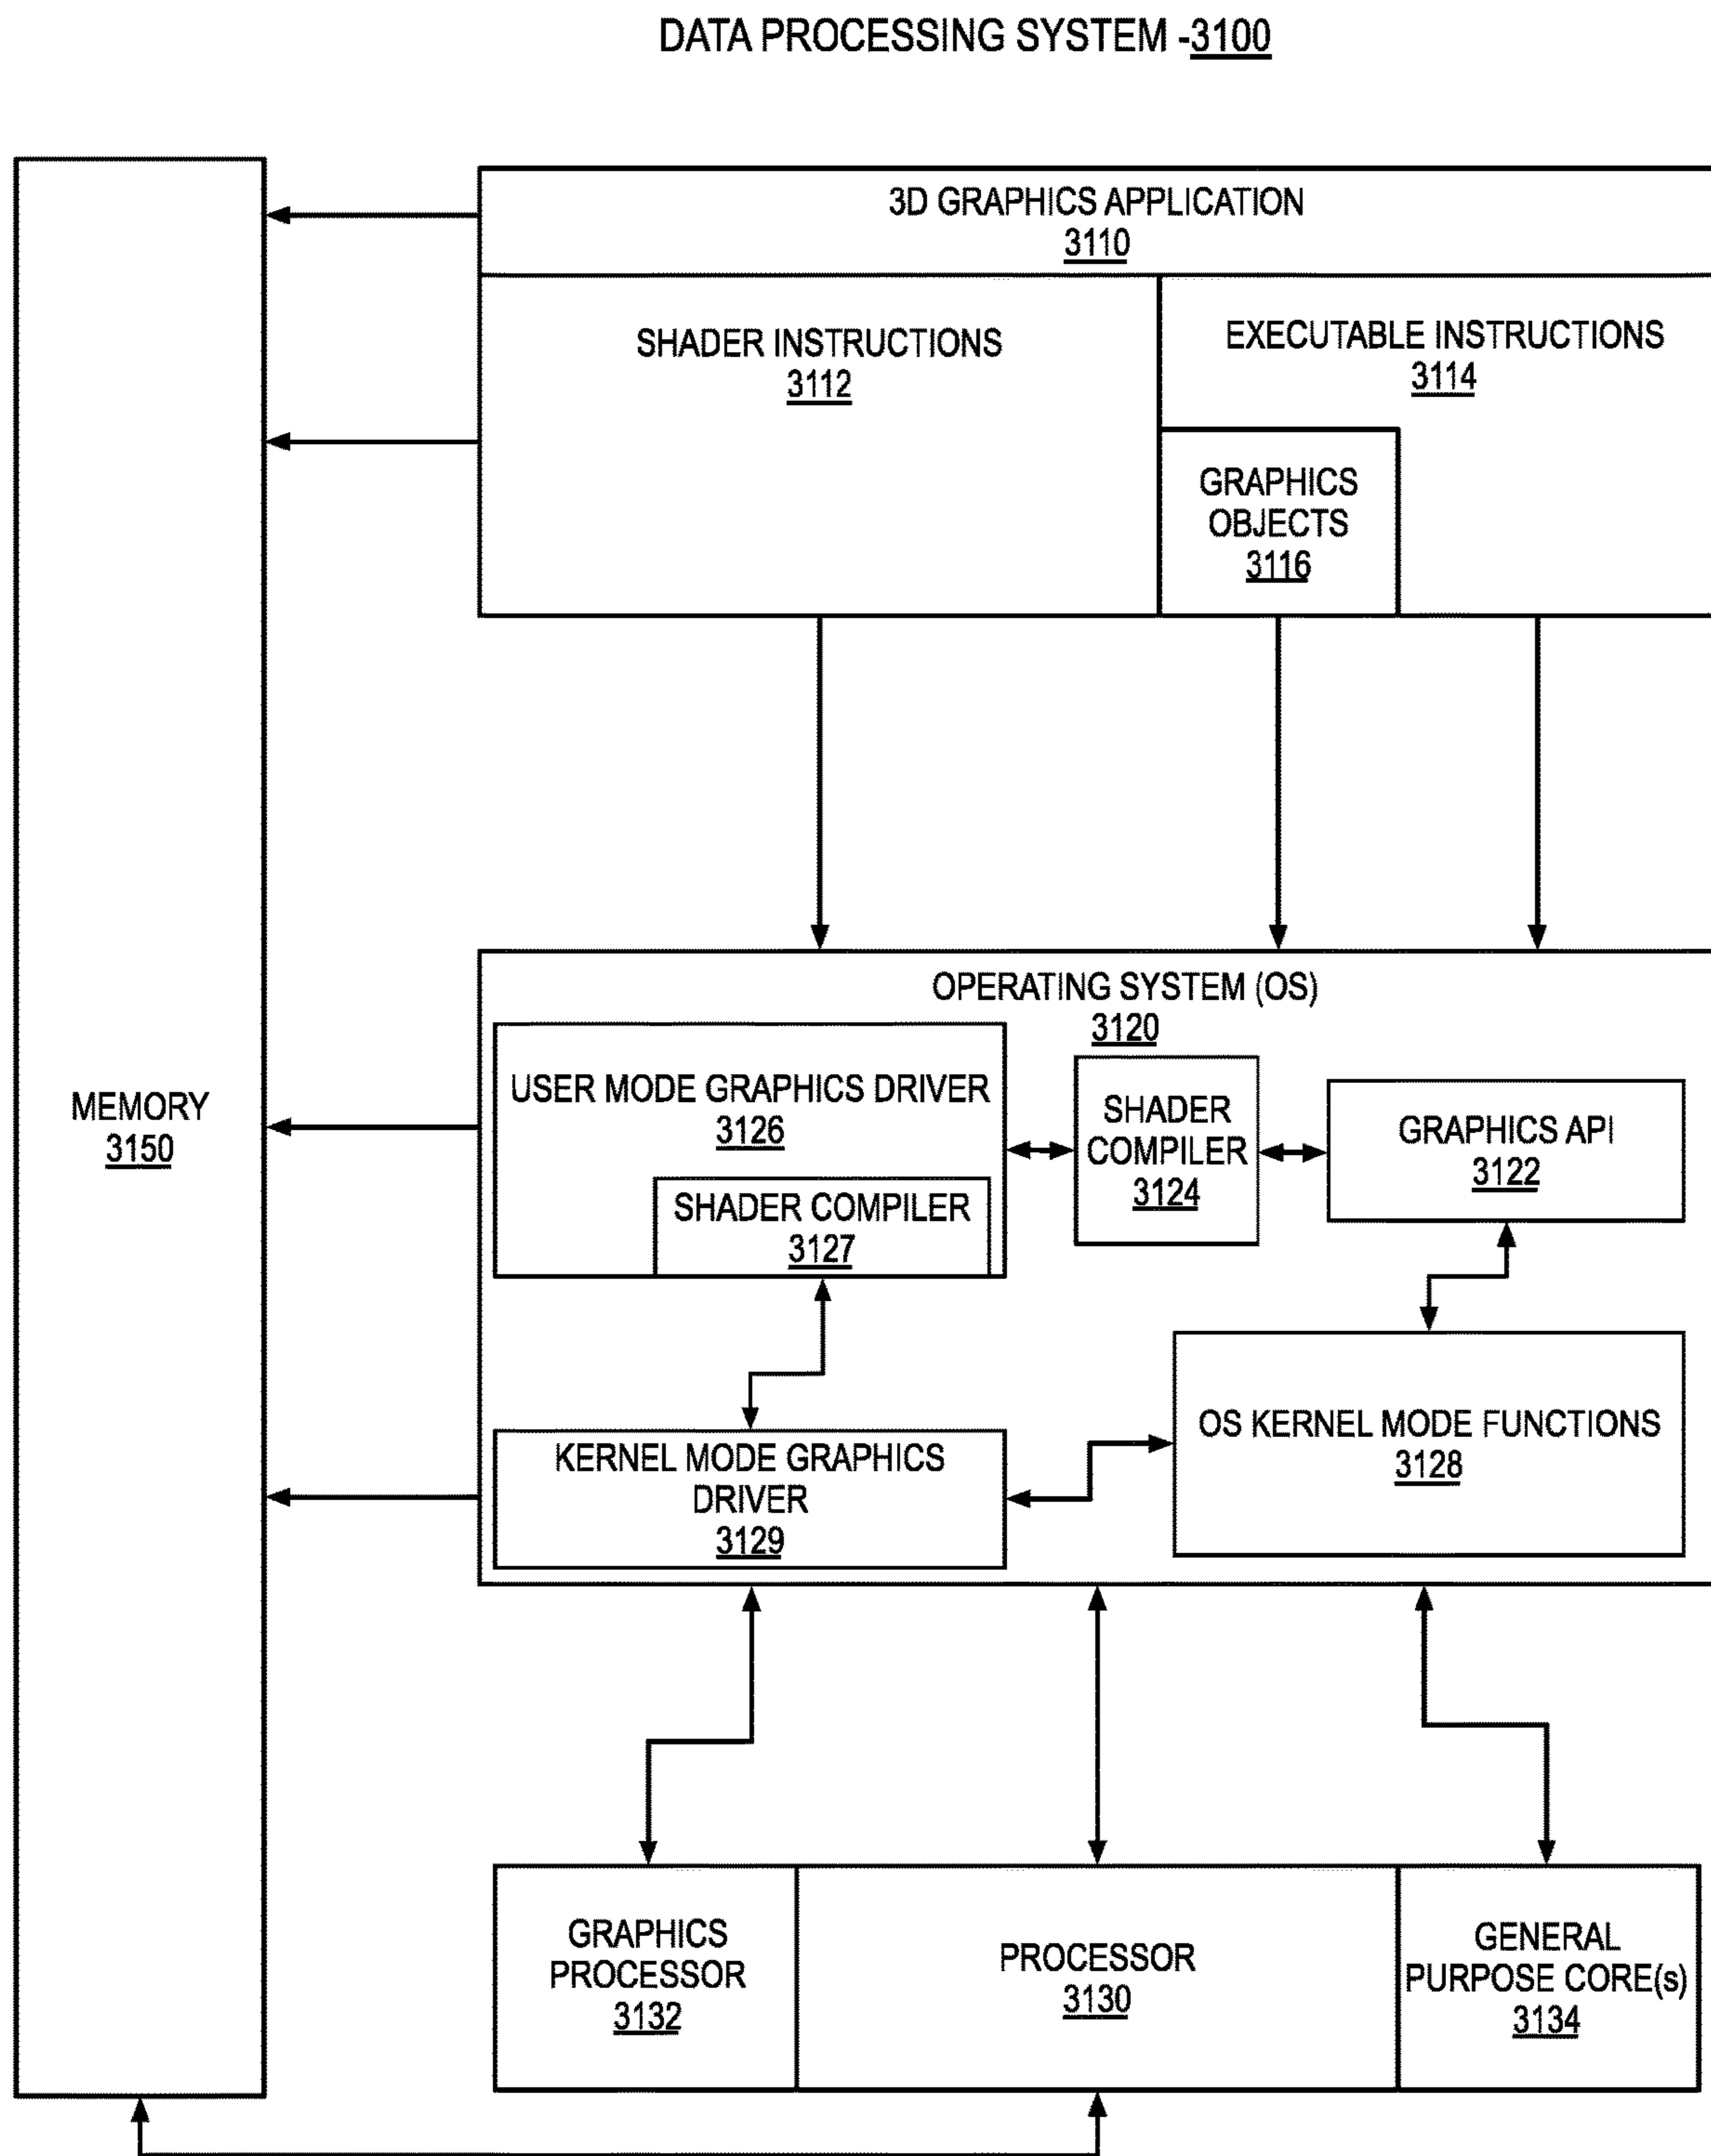 DATA PROCESSING SYSTEM -3100
3D GRAPHICS APPLICATION
3110
SHADER INSTRUCTIONS
3112
EXECUTABLE INSTRUCTIONS
3114
GRAPHICS
OBJECTS
3116
MEMORY
3150
OPERATING SYSTEM (OS)
3120
USER MODE GRAPHICS DRIVER
3126
SHADER COMPILER
3127
SHADER
COMPILER
3124
GRAPHICS API
3122
KERNEL MODE GRAPHICS
DRIVER
3129
OS KERNEL MODE FUNCTIONS
3128
GRAPHICS
PROCESSOR
3132
PROCESSOR
3130
GENERAL
PURPOSE CORE(s)
3134